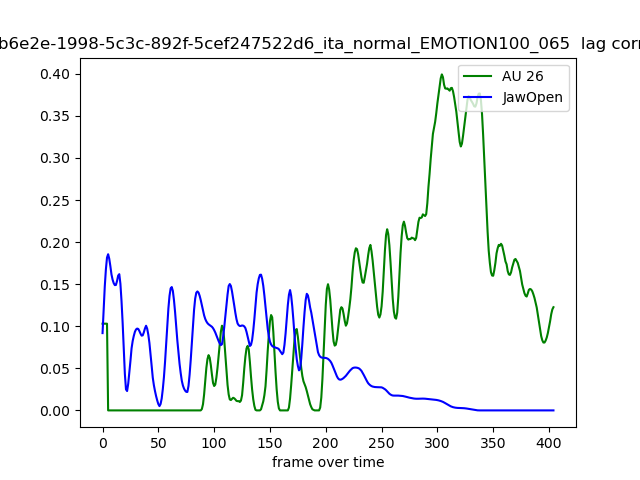 b6e2e-1998-5c3c-892f-5cef247522d6_ita_normal_EMOTION100_065 lag corr
AU 26
JawOpen
0.40
0.35
0.30
0.25
0.20
0.15
0.10
0.05
0.00
0 50 100 150 200 250 300 350 400
frame over time